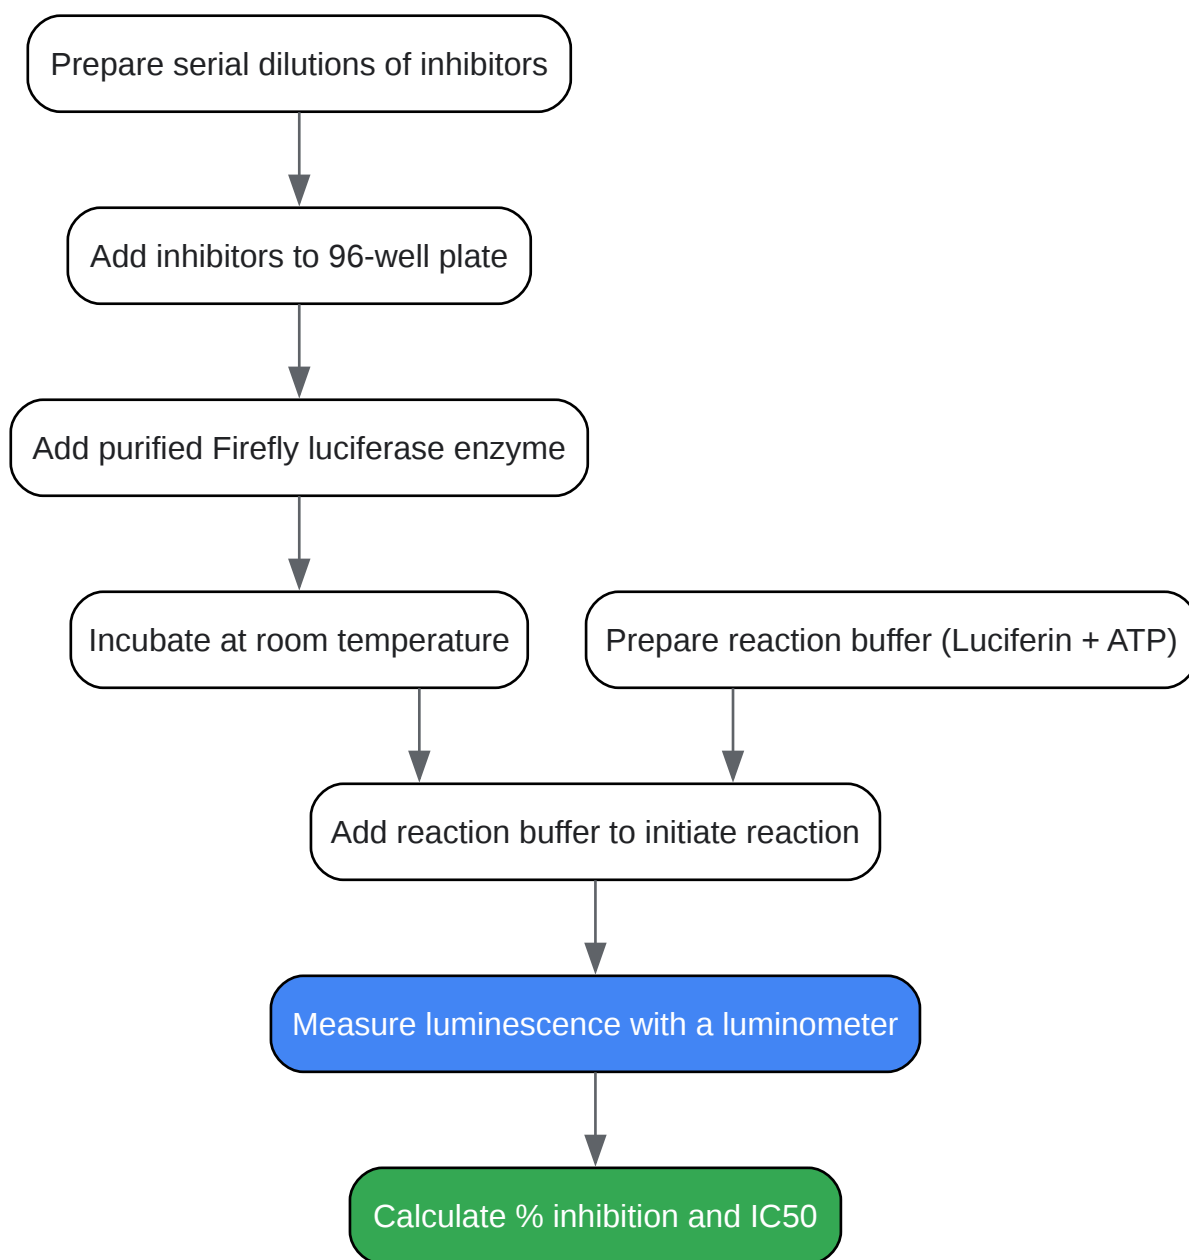 Prepare serial dilutions of inhibitors
Add inhibitors to 96-well plate
Add purified Firefly luciferase enzyme
Incubate at room temperature
Prepare reaction buffer (Luciferin + ATP)
Add reaction buffer to initiate reaction
Measure luminescence with a luminometer
Calculate % inhibition and IC50